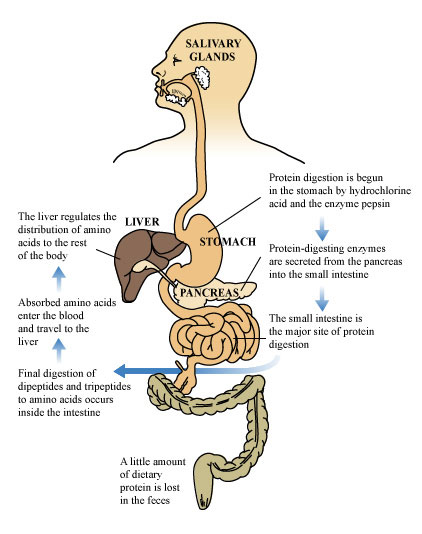 SALIVARY
GLANDS
Protein digestion is begun
in the stomach by hydrochlorine
acid and the enzyme pepsin
The liver regulates the
distribution of amino
acids to the rest
of the body
LIVER
STOMACH
Protein-digesting enzymes
are secreted from the pancreas
into the small intestine
PANCREAS
Absorbed amino acids
enter the blood
and travel to the
liver
The small intestine is
the major site of protein
digestion
Final digestion of
dipeptides and tripeptides
to amino acids occurs
inside the intestine
A little amount
of dietary
protein is lost
in the feces